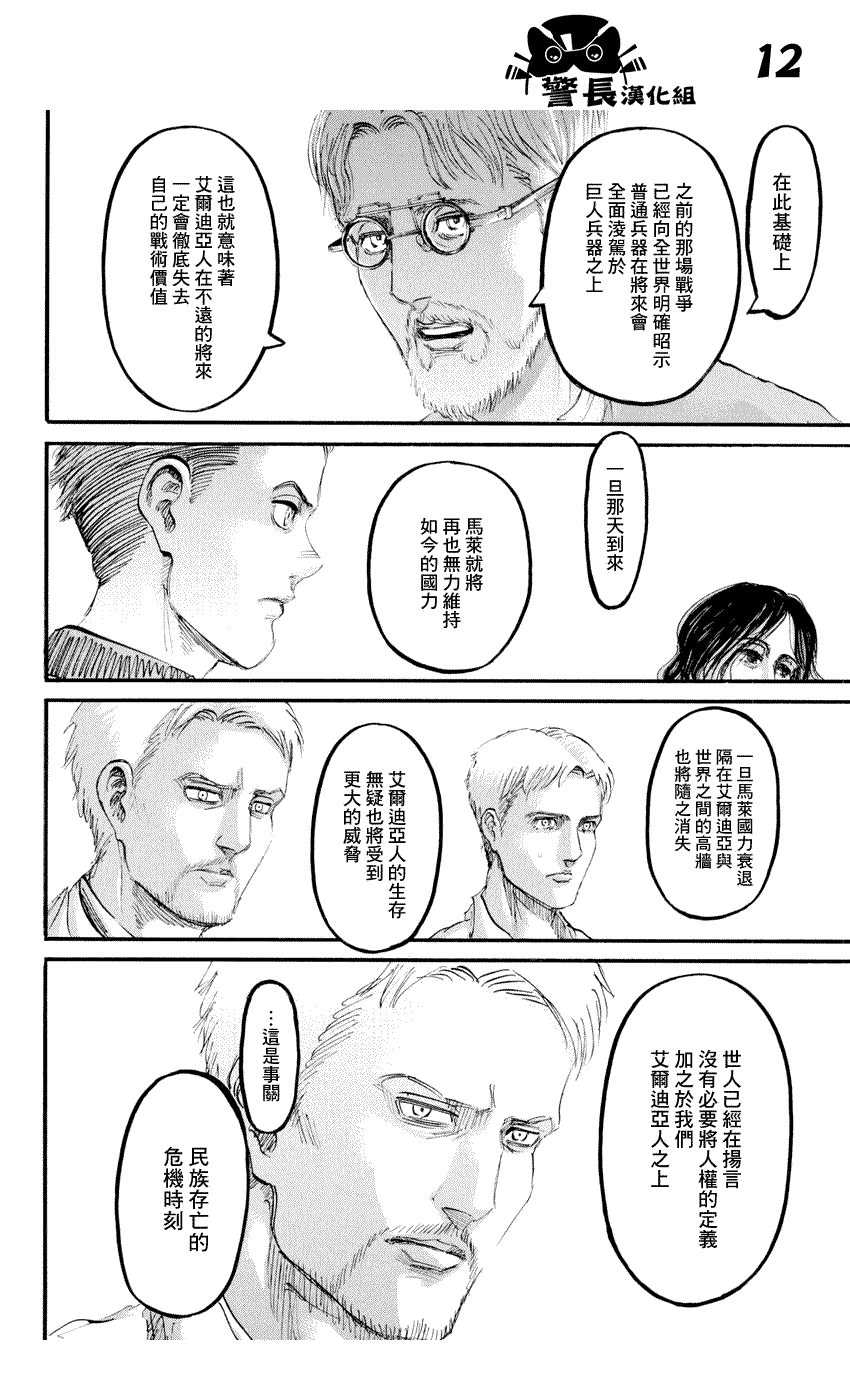 警長漢化組
12
在此基礎上
之前的那場戰爭
已經向全世界明確昭示
普通兵器在將來會
全面淩駕於
巨人兵器之上
這也就意味著
艾爾迪亞人在不遠的將來
一定會徹底失去
自己的戰術價值
一旦那天到來
馬萊就將
再也無力維持
如今的國力
一旦馬萊國力衰退
隔在艾爾迪亞與
世界之間的高牆
也將隨之消失
艾爾迪亞人的生存
無疑也將受到
更大的威脅
世人已經在揚言
沒有必要將人權的定義
加之於我們
艾爾迪亞人之上
…這是事關
民族存亡的
危機時刻